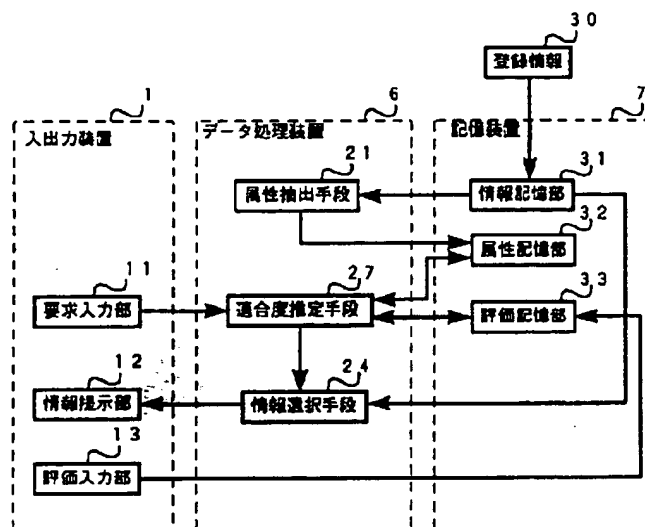 30
登録情報
1
6
7
入出力装置
データ処理装置
記憶装置
21
31
属性抽出手段
情報記憶部
32
属性記憶部
11
27
33
要求入力部
適合度推定手段
評価記憶部
12
24
情報提示部
情報選択手段
13
評価入力部